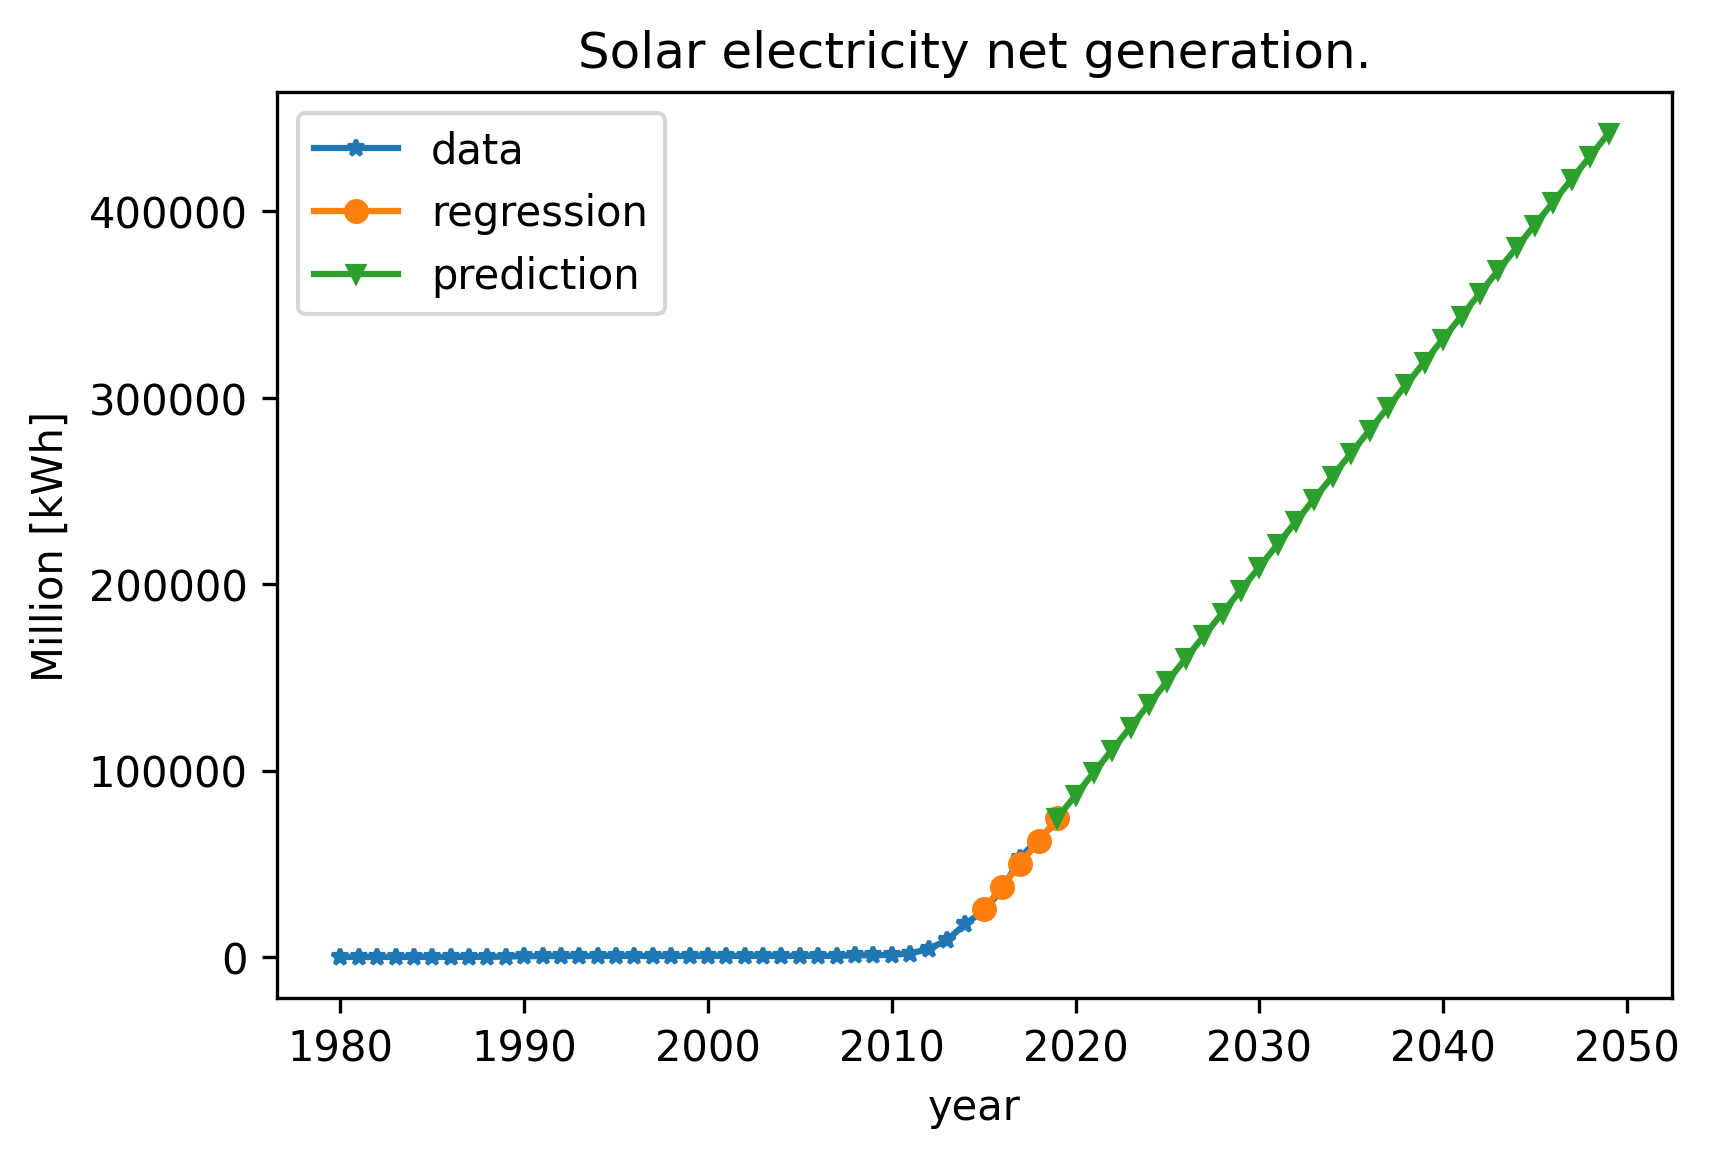 Solar electricity net generation.
data
regression
prediction
Million [kWh]
400000
300000
200000
100000
0
1980 1990 2000 2010 2020 2030 2040 2050
year